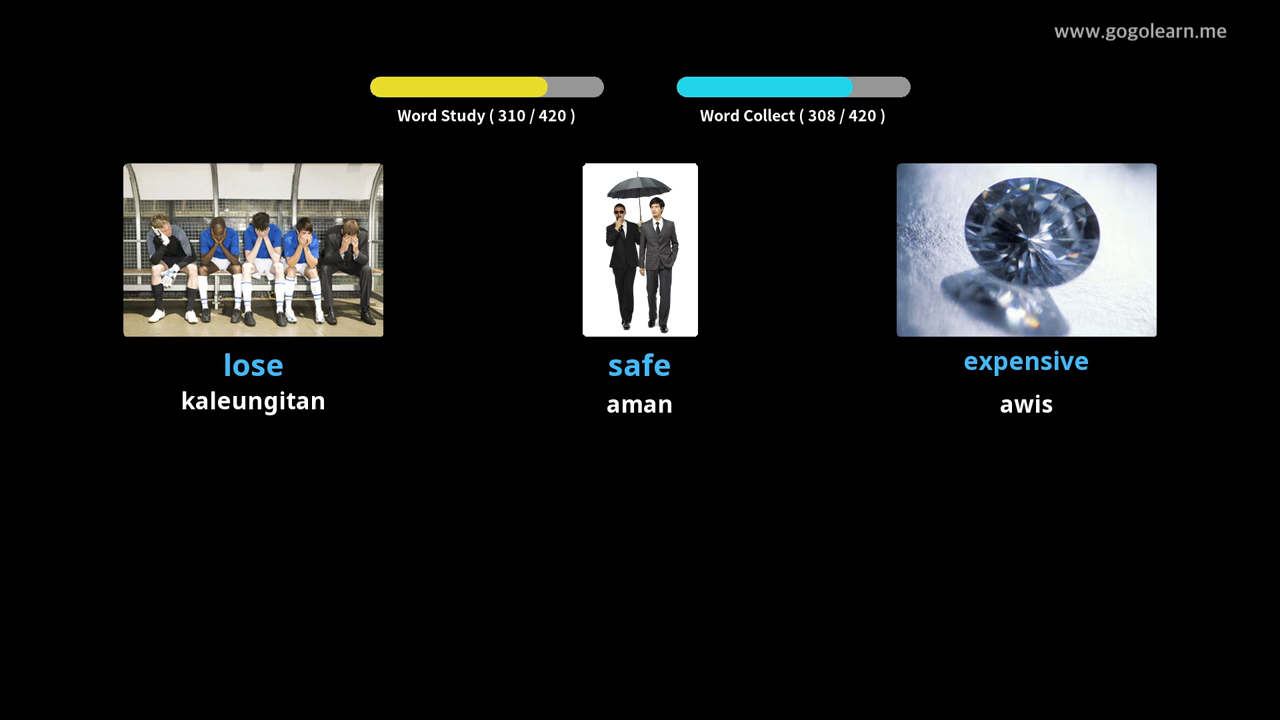 www.gogolearn.me
Word Study ( 310 / 420 )
Word Collect ( 308 / 420 )
lose
kaleungitan
safe
aman
expensive
awis